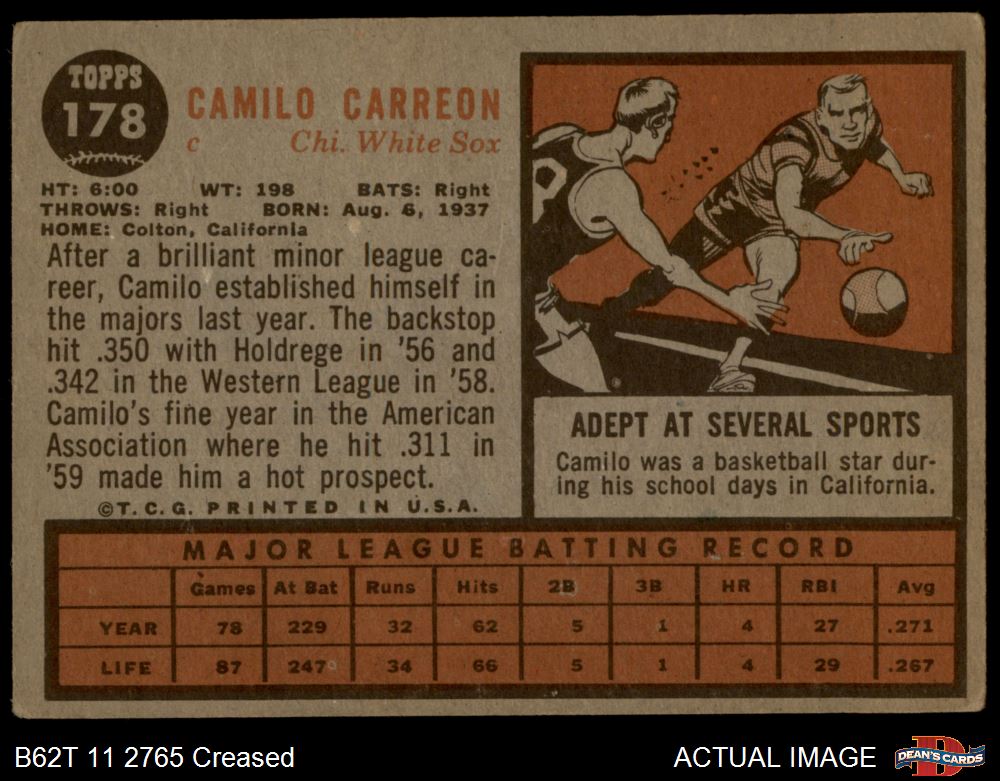 TOPPS
178
CAMILO CARREON
c Chi. White Sox
HT: 6:00 WT: 198 BATS: Right
THROWS: Right BORN: Aug. 6, 1937
HOME: Colton, California
After a brilliant minor league ca-
reer, Camilo established himself in
the majors last year. The backstop
hit .350 with Holdrege in '56 and
.342 in the Western League in '58.
Camilo's fine year in the American
Association where he hit .311 in
'59 made him a hot prospect.
©T.C.G. PRINTED IN U.S.A.
P
ADEPT AT SEVERAL SPORTS
Camilo was a basketball star dur-
ing his school days in California.
MAJOR LEAGUE BATTING RECORD
Games At Bat Runs Hits 2B 3B HR RBI Avg
YEAR 78 229 32 62 5 1 4 27 .271
LIFE 87 247 34 66 5 1 4 29 .267
B62T 11 2765 Creased
ACTUAL IMAGE
D
DEAN'S CARDS